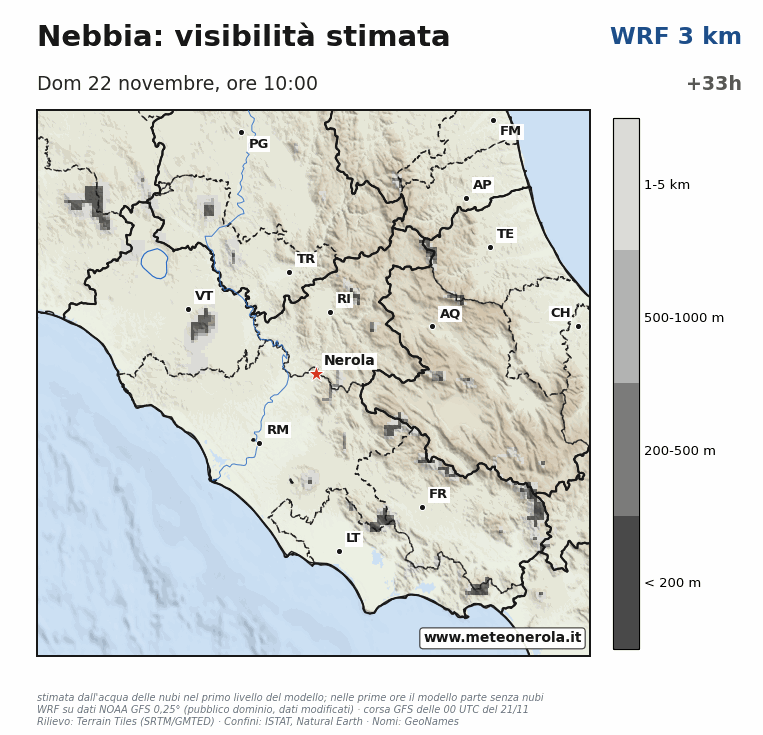 Nebbia: visibilità stimata
WRF 3 km
Dom 22 novembre, ore 10:00
+33h
FM
PG
AP
TE
TR
VT
RI
AQ
CH
Nerola
RM
FR
LT
1-5 km
500-1000 m
200-500 m
< 200 m
www.meteonerola.it
stimata dall'acqua delle nubi nel primo livello del modello; nelle prime ore il modello parte senza nubi
WRF su dati NOAA GFS 0,25° (pubblico dominio, dati modificati) · corsa GFS delle 00 UTC del 21/11
Rilievo: Terrain Tiles (SRTM/GMTED) · Confini: ISTAT, Natural Earth · Nomi: GeoNames